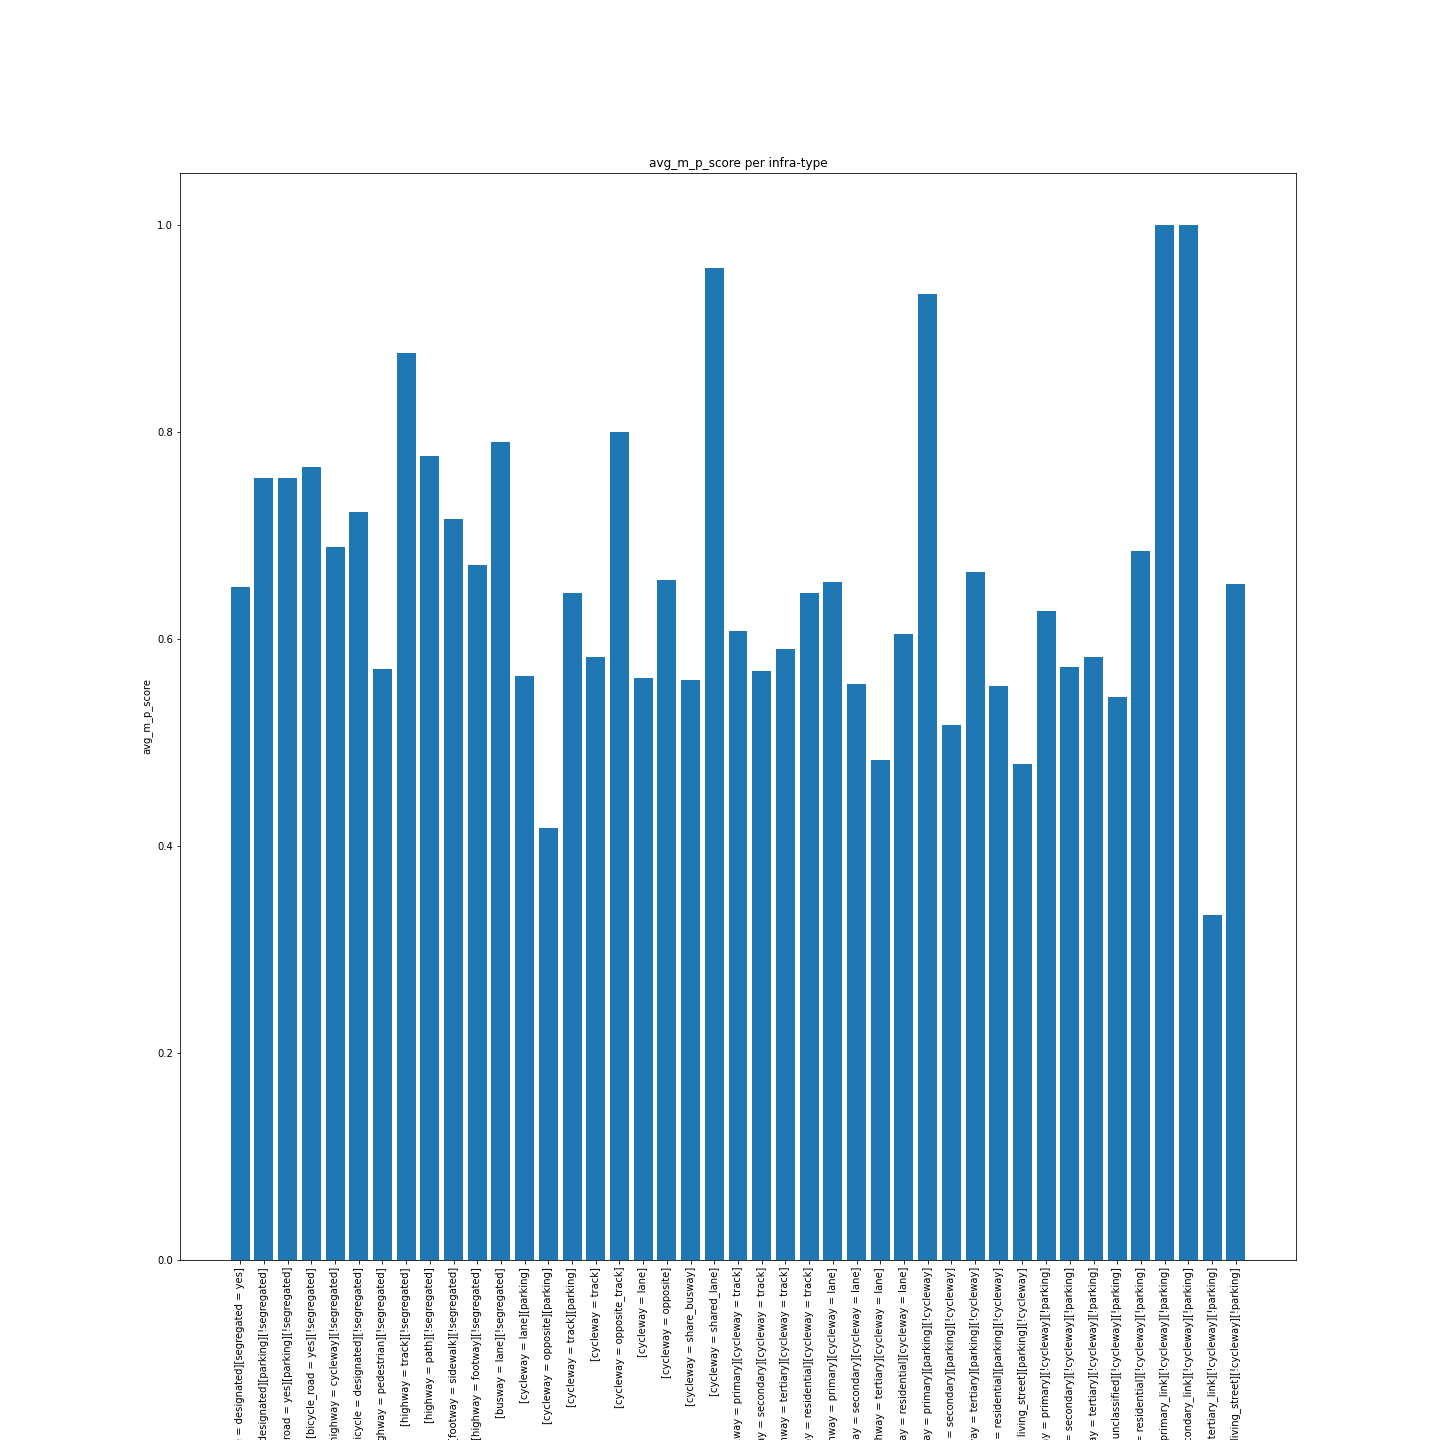 avg_m_p_score per infra-type
1.0
0.8
0.6
0.4
0.2
0.0
avg_m_p_score
= designated][segregated = yes]
designated][parking][!segregated]
road = yes][parking][!segregated]
[bicycle_road = yes][!segregated]
highway = cycleway][!segregated]
icycle = designated][!segregated]
ghway = pedestrian][!segregated]
[highway = track][!segregated]
[highway = path][!segregated]
[footway = sidewalk][!segregated]
[highway = footway][!segregated]
[busway = lane][!segregated]
[cycleway = lane][parking]
[cycleway = opposite][parking]
[cycleway = track][parking]
[cycleway = track]
[cycleway = opposite_track]
[cycleway = lane]
[cycleway = opposite]
[cycleway = share_busway]
[cycleway = shared_lane]
way = primary][cycleway = track]
y = secondary][cycleway = track]
way = tertiary][cycleway = track]
y = residential][cycleway = track]
hway = primary][cycleway = lane]
ay = secondary][cycleway = lane]
hway = tertiary][cycleway = lane]
ay = residential][cycleway = lane]
= primary][parking][!cycleway]
= secondary][parking][!cycleway]
vay = tertiary][parking][!cycleway]
= residential][parking][!cycleway]
living_street][parking][!cycleway]
y = primary][!cycleway][!parking]
= secondary][!cycleway][!parking]
ay = tertiary][!cycleway][!parking]
unclassified][!cycleway][!parking]
= residential][!cycleway][!parking]
primary_link][!cycleway][!parking]
condary_link][!cycleway][!parking]
tertiary_link][!cycleway][!parking]
living_street][!cycleway][!parking]